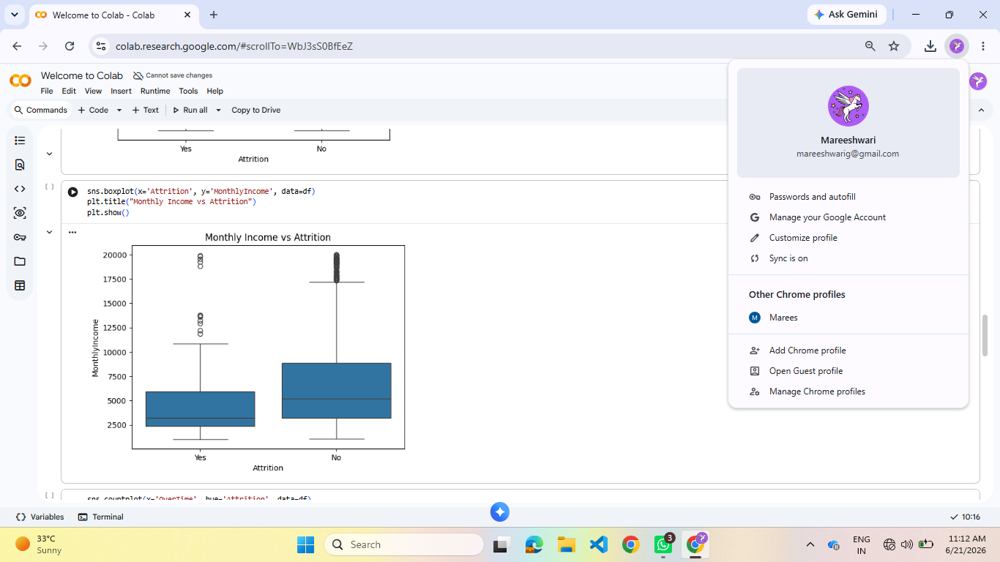 Welcome to Colab - Colab
Ask Gemini
colab.research.google.com/#scrollTo=WbJ3sS0BfEeZ
Welcome to Colab
Cannot save changes
File Edit View Insert Runtime Tools Help
Commands + Code + Text Run all Copy to Drive
Yes No
Attrition
[ ]
sns.boxplot(x='Attrition', y='MonthlyIncome', data=df)
plt.title("Monthly Income vs Attrition")
plt.show()
Monthly Income vs Attrition
20000
17500
15000
12500
10000
7500
5000
2500
MonthlyIncome
Yes No
Attrition
[ ]
sns.countplot(x='OverTime', hue='Attrition', data=df)
Mareeshwari
mareeshwarig@gmail.com
Passwords and autofill
Manage your Google Account
Customize profile
Sync is on
Other Chrome profiles
M Marees
Add Chrome profile
Open Guest profile
Manage Chrome profiles
Variables Terminal
10:16
33°C
Sunny
Search
3
ENG
IN
11:12 AM
6/21/2026